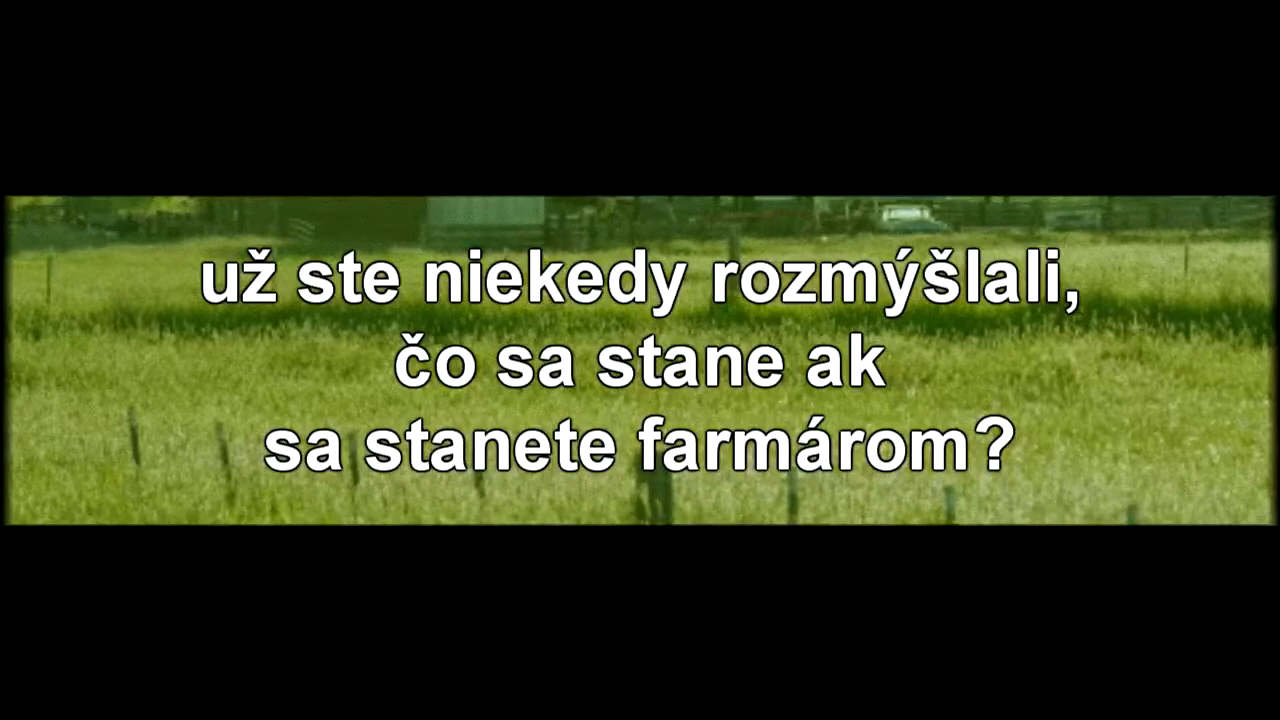 už ste niekedy rozmýšlali,
čo sa stane ak
sa stanete farmárom?